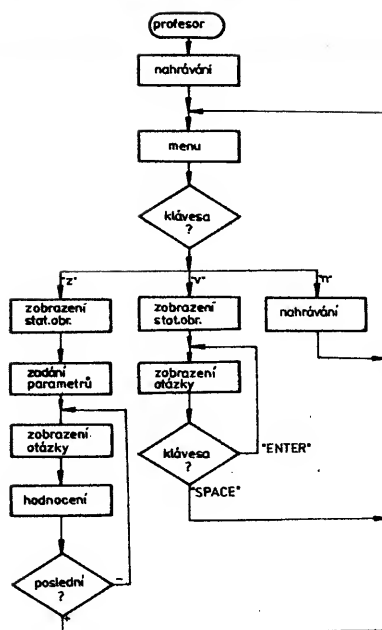 profesor
nahrávání
menu
klávesa
?
"z"
"v"
"n"
zobrazení
stat.obr.
zobrazení
stat.obr.
nahrávání
zadání
parametrů
zobrazení
otázky
zobrazení
otázky
klávesa
?
"ENTER"
"SPACE"
hodnocení
poslední
?
-
+